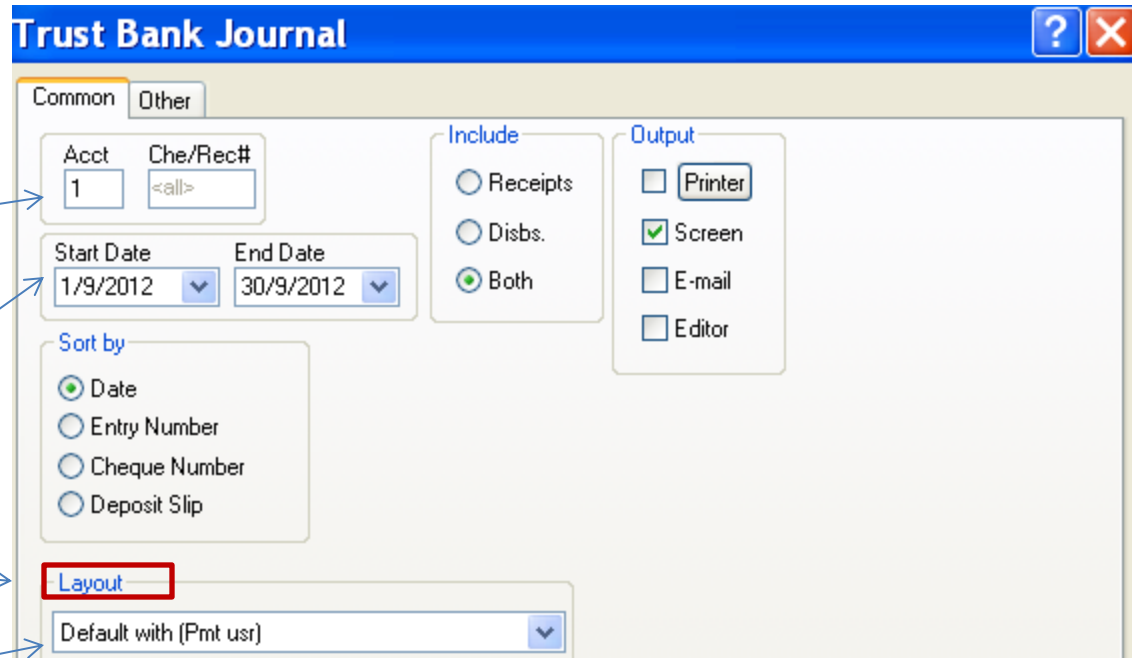 Trust Bank Journal
Common Other
Acct Che/Rec#
1 <all>
Start Date End Date
1/9/2012 30/9/2012
Sort by
Date
Entry Number
Cheque Number
Deposit Slip
Include
Receipts
Disbs.
Both
Output
Printer
Screen
E-mail
Editor
Layout
Default with (Pmt usr)